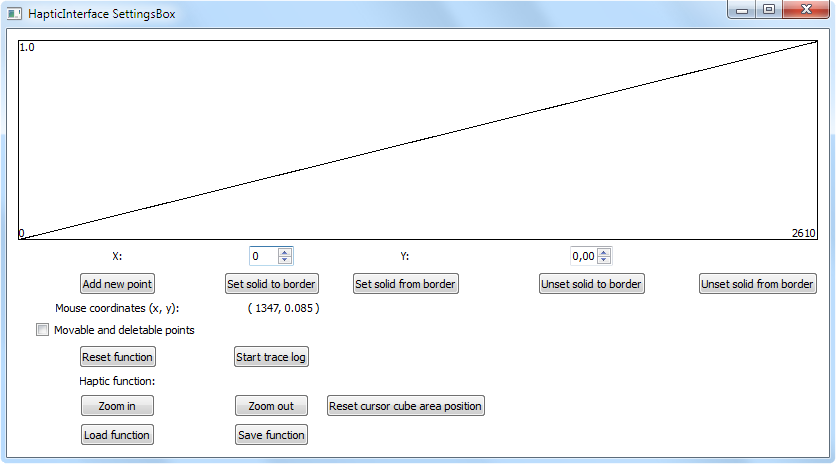 HapticInterface SettingsBox
1.0
0 2610
X: 0 Y: 0,00
Add new point Set solid to border Set solid from border Unset solid to border Unset solid from border
Mouse coordinates (x, y): ( 1347, 0.085 )
Movable and deletable points
Reset function Start trace log
Haptic function:
Zoom in Zoom out Reset cursor cube area position
Load function Save function